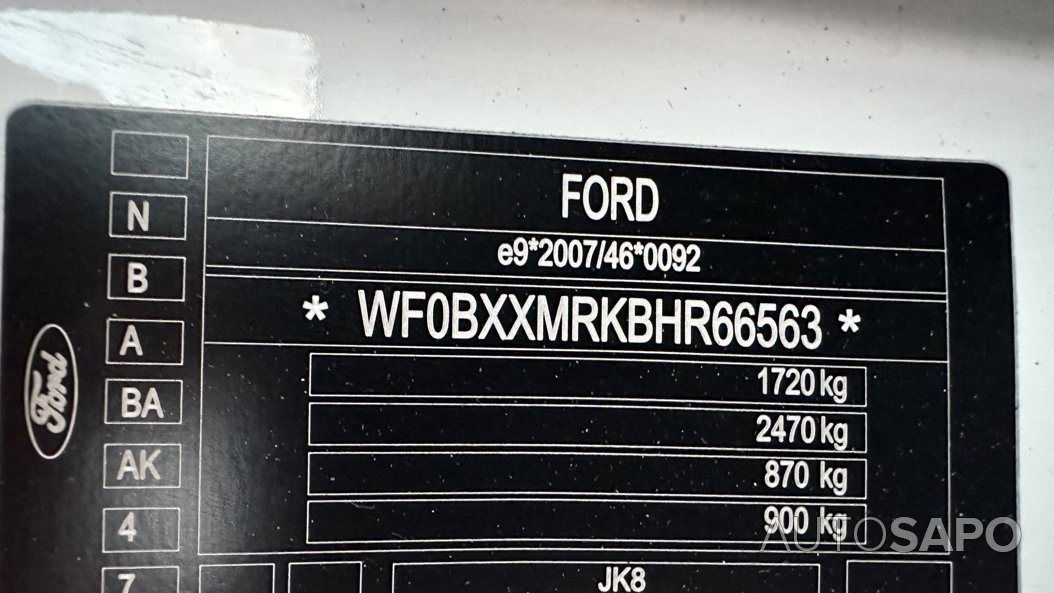 FORD
N
e9*2007/46*0092
B
* WF0BXXMRKBHR66563 *
A
1720 kg
BA
2470 kg
AK
870 kg
4
900 kg
7
JK8
Ford
AUTOSAPO